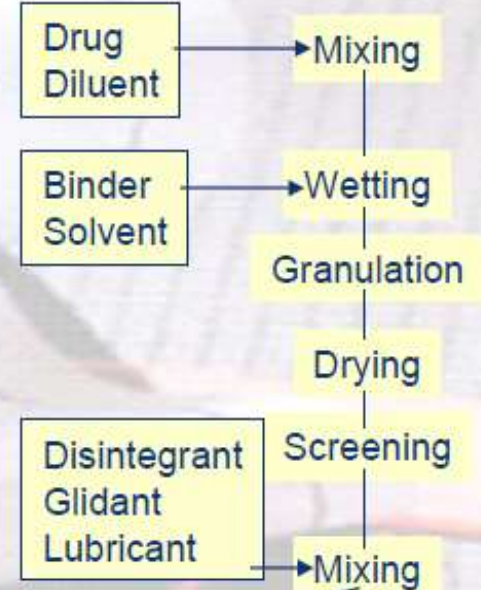 Drug
Diluent
Mixing
Binder
Solvent
Wetting
Granulation
Drying
Screening
Disintegrant
Glidant
Lubricant
Mixing